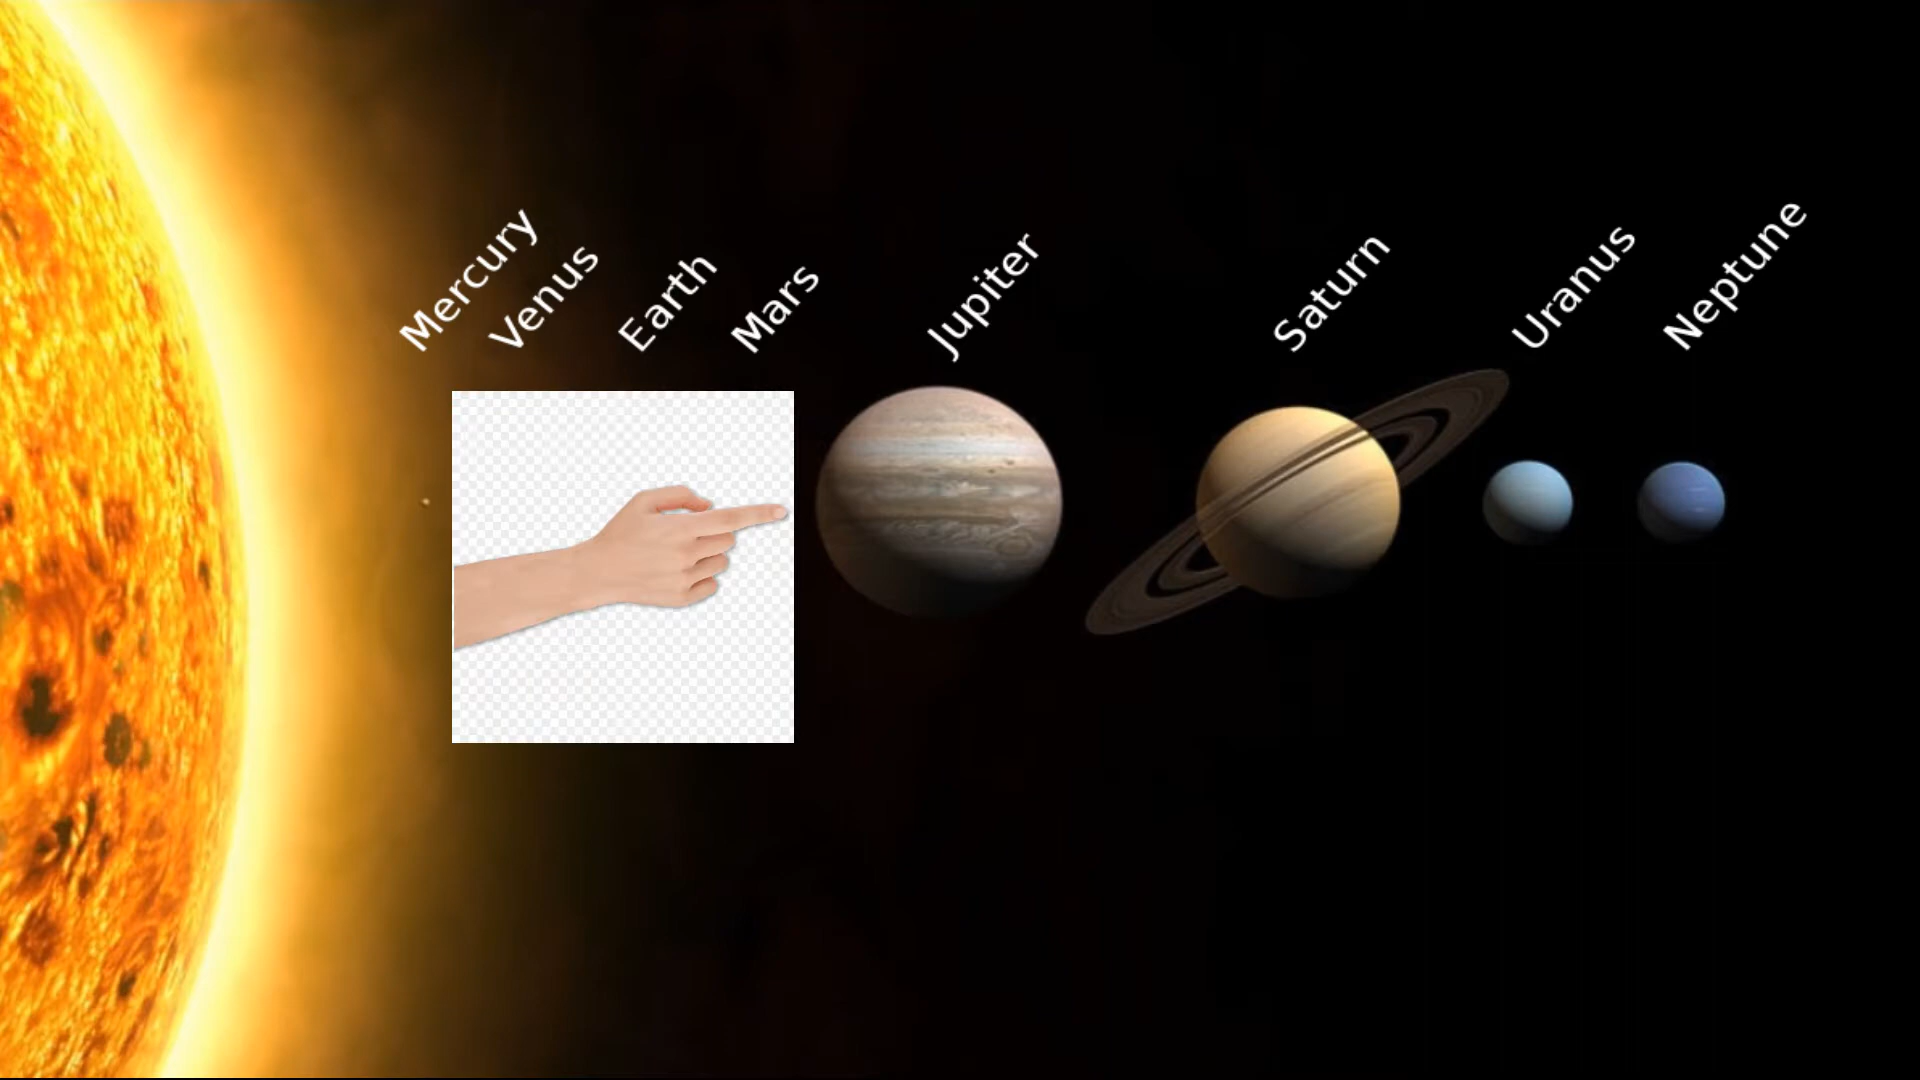 Mercury
Venus
Earth
Mars
Jupiter
Saturn
Uranus
Neptune